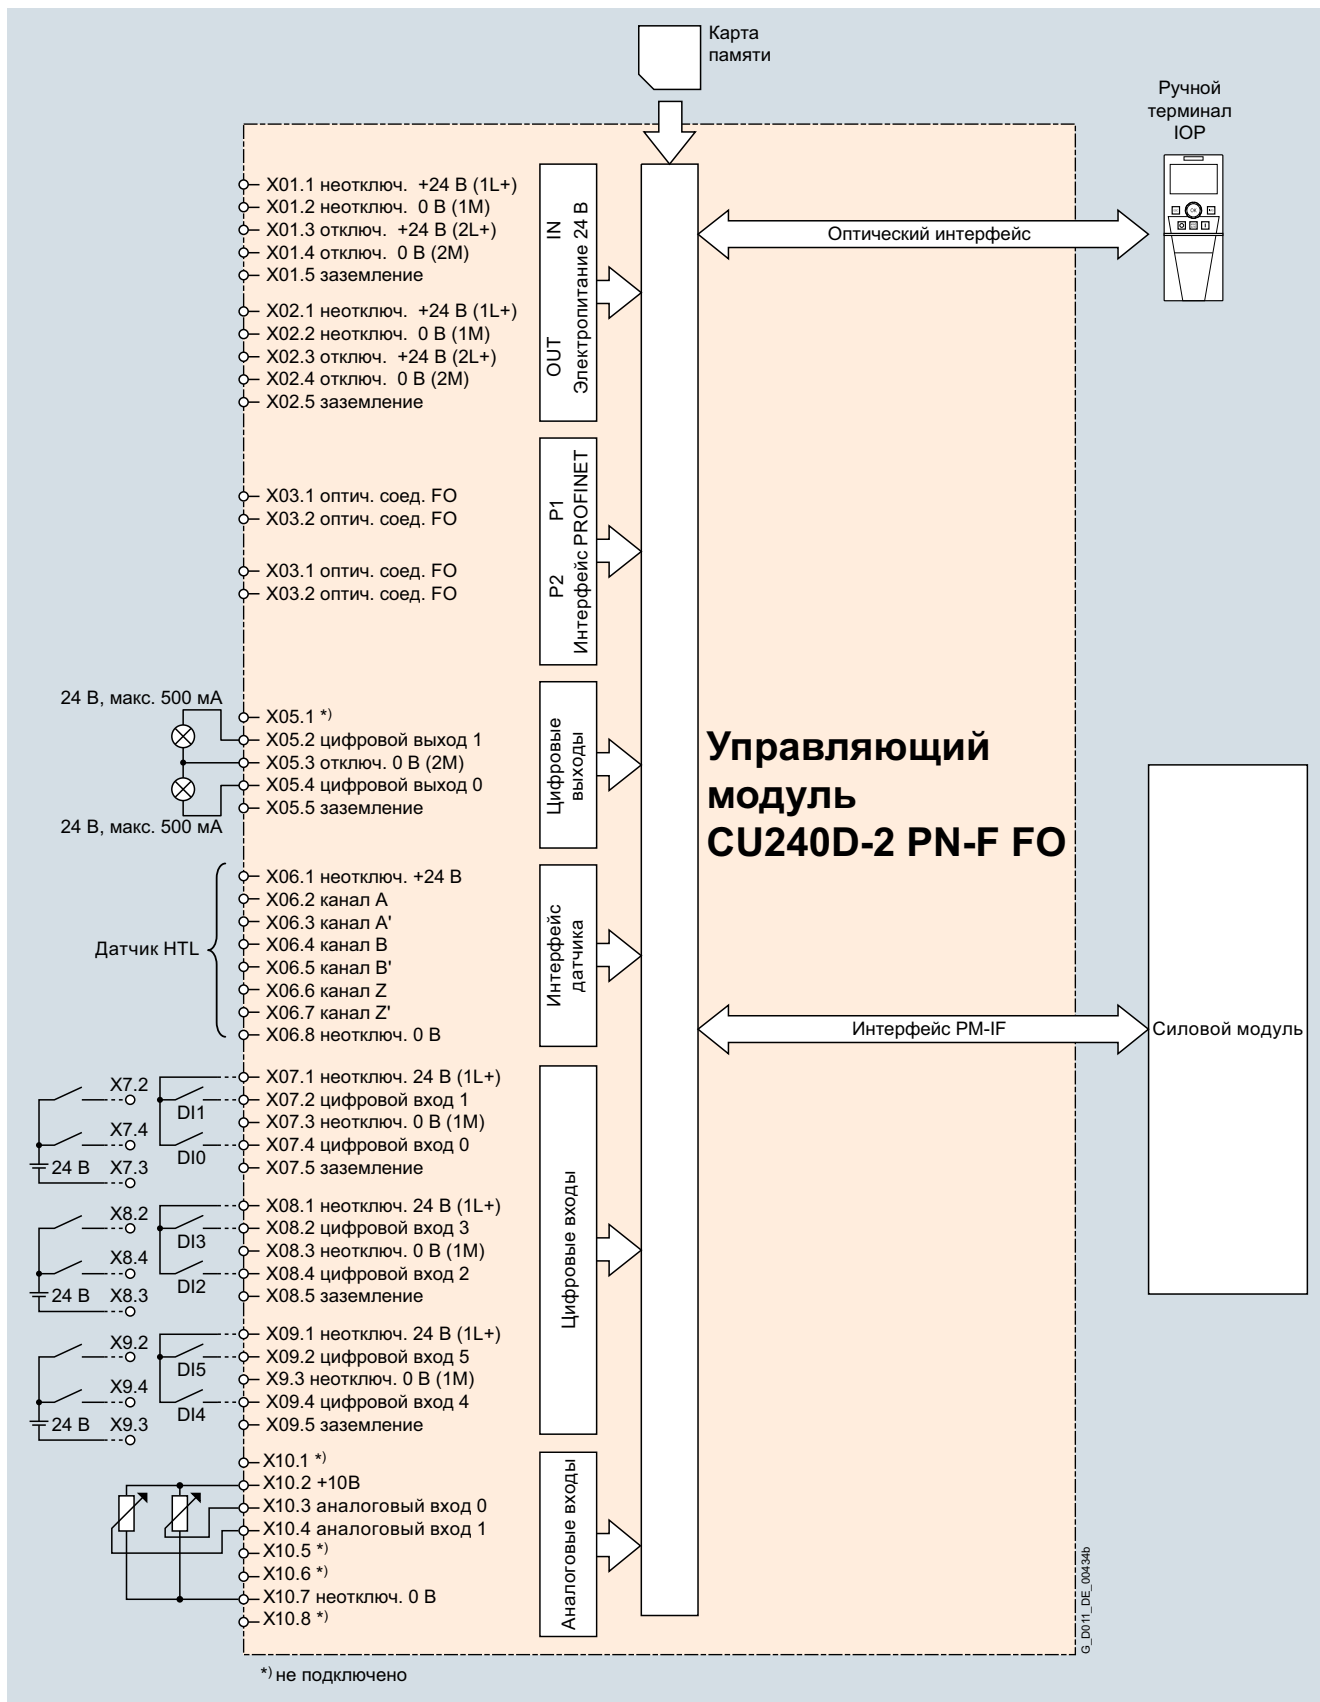 Карта
памяти
Ручной
терминал
IOP
X01.1 неотключ. +24 В (1L+)
X01.2 неотключ. 0 В (1M)
X01.3 отключ. +24 В (2L+)
X01.4 отключ. 0 В (2M)
X01.5 заземление
X02.1 неотключ. +24 В (1L+)
X02.2 неотключ. 0 В (1M)
X02.3 отключ. +24 В (2L+)
X02.4 отключ. 0 В (2M)
X02.5 заземление
OUT IN
Электропитание 24 В
Оптический интерфейс
X03.1 оптич. соед. FO
X03.2 оптич. соед. FO
X03.1 оптич. соед. FO
X03.2 оптич. соед. FO
P2 P1
Интерфейс PROFINET
24 В, макс. 500 мА
X05.1 *)
X05.2 цифровой выход 1
X05.3 отключ. 0 В (2M)
X05.4 цифровой выход 0
X05.5 заземление
24 В, макс. 500 мА
Цифровые
выходы
Управляющий
модуль
CU240D-2 PN-F FO
Датчик HTL
X06.1 неотключ. +24 В
X06.2 канал A
X06.3 канал A'
X06.4 канал B
X06.5 канал B'
X06.6 канал Z
X06.7 канал Z'
X06.8 неотключ. 0 В
Интерфейс
датчика
Интерфейс PM-IF
Силовой модуль
X7.2
X7.4
24 В X7.3
DI1
DI0
X07.1 неотключ. 24 В (1L+)
X07.2 цифровой вход 1
X07.3 неотключ. 0 В (1M)
X07.4 цифровой вход 0
X07.5 заземление
X8.2
X8.4
24 В X8.3
DI3
DI2
X08.1 неотключ. 24 В (1L+)
X08.2 цифровой вход 3
X08.3 неотключ. 0 В (1M)
X08.4 цифровой вход 2
X08.5 заземление
X9.2
X9.4
24 В X9.3
DI5
DI4
X09.1 неотключ. 24 В (1L+)
X09.2 цифровой вход 5
X9.3 неотключ. 0 В (1M)
X09.4 цифровой вход 4
X09.5 заземление
Цифровые входы
X10.1 *)
X10.2 +10В
X10.3 аналоговый вход 0
X10.4 аналоговый вход 1
X10.5 *)
X10.6 *)
X10.7 неотключ. 0 В
X10.8 *)
Аналоговые входы
G_D011_DE_00434b
*) не подключено